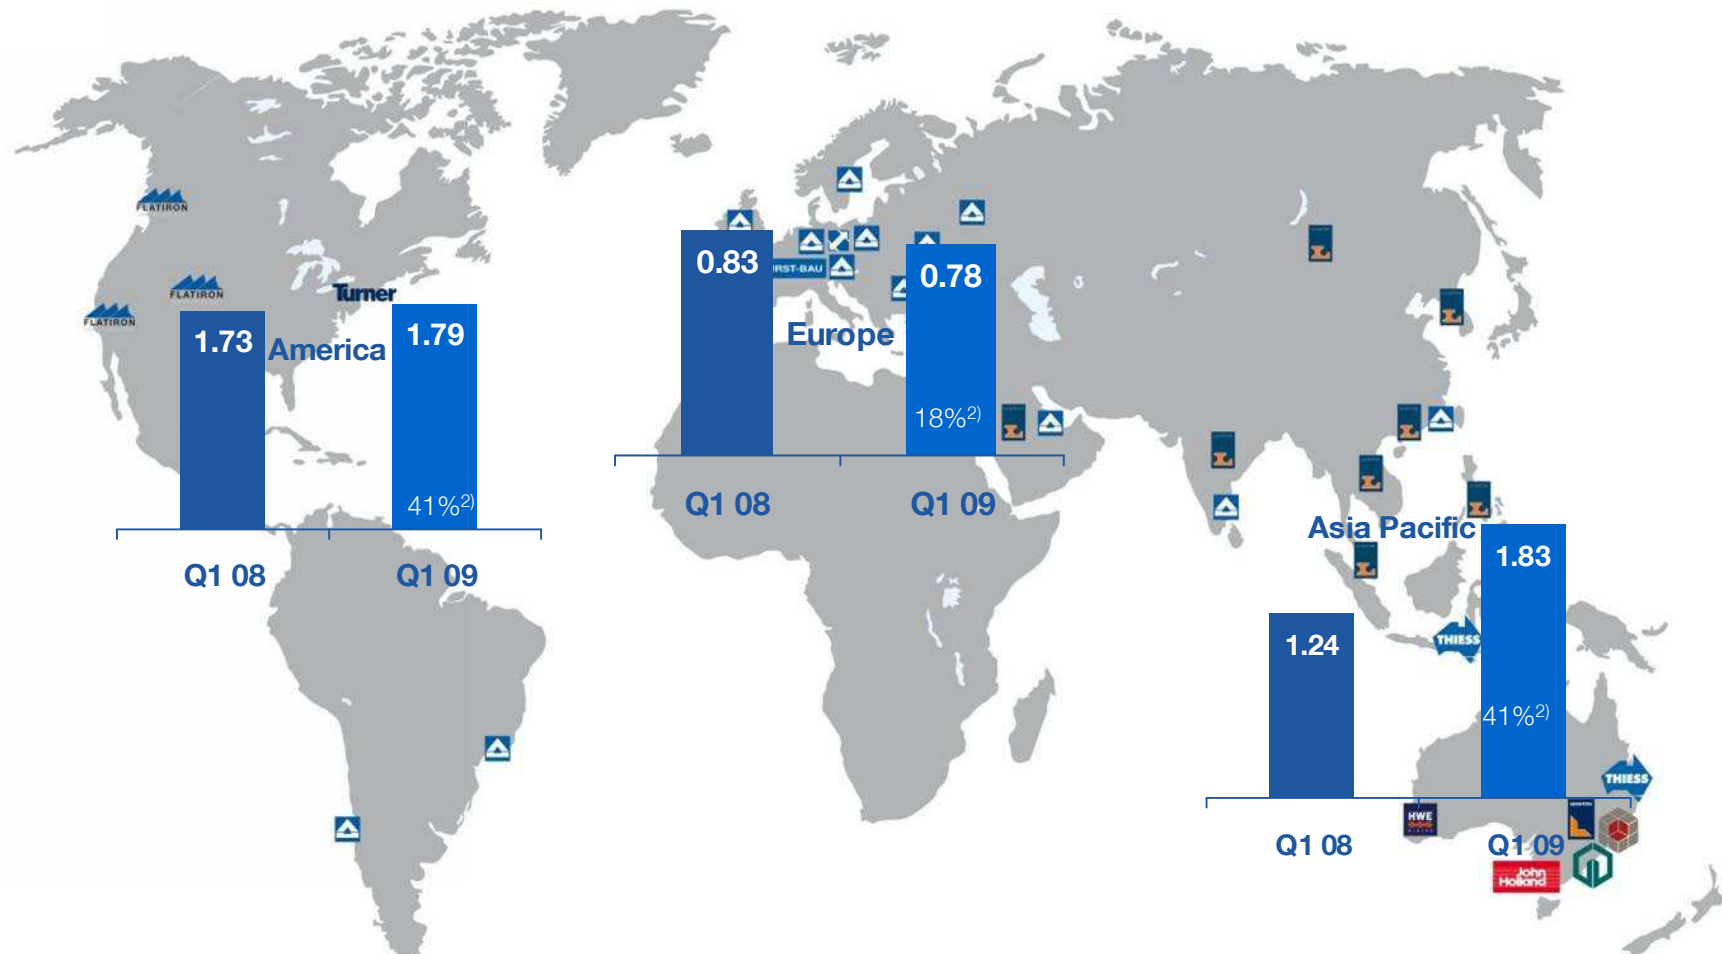 FLATIRON
FLATIRON
FLATIRON
Turner
1.73
America
1.79
41%2)
Q1 08
Q1 09
0.83
RST-BAU
0.78
Europe
18%2)
Q1 08
Q1 09
Asia Pacific
1.83
1.24
THIESS
41%2)
THIESS
HWE
Q1 08
Q1 09
John
Holland